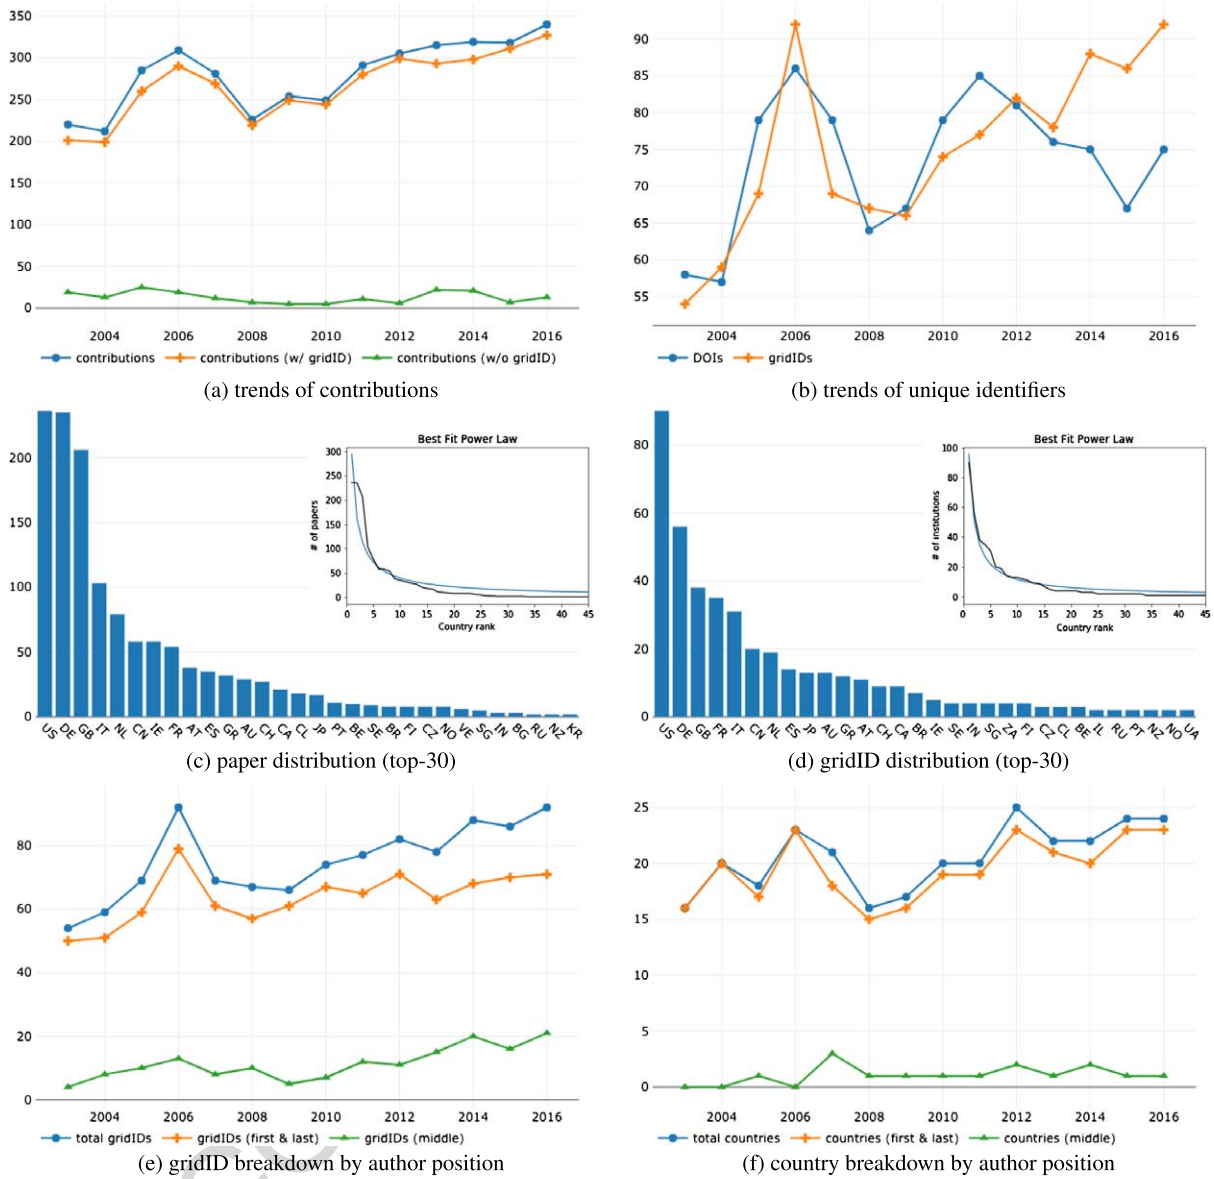 350
300
250
200
150
100
50
0
2004 2006 2008 2010 2012 2014 2016
contributions contributions (w/ gridID) contributions (w/o gridID)
(a) trends of contributions
90
85
80
75
70
65
60
55
2004 2006 2008 2010 2012 2014 2016
DOIs gridIDs
(b) trends of unique identifiers
200
150
100
50
0
US DE GB IT NL CN IE FR AT ES GR AU CH CA CL JP PT BE SE BR FI CZ NO VE SG IN BG RU NZ KR
Best Fit Power Law
300
250
200
150
100
50
0
# of papers
0 5 10 15 20 25 30 35 40 45
Country rank
(c) paper distribution (top-30)
80
60
40
20
0
US DE GB FR IT CN NL ES JP AU GR AT CH CA BR IE SE IN SG ZA FI CZ CL BE IL RU PT NZ NO UA
Best Fit Power Law
100
80
60
40
20
0
# of institutions
0 5 10 15 20 25 30 35 40 45
Country rank
(d) gridID distribution (top-30)
80
60
40
20
0
2004 2006 2008 2010 2012 2014 2016
total gridIDs gridIDs (first & last) gridIDs (middle)
(e) gridID breakdown by author position
25
20
15
10
5
0
2004 2006 2008 2010 2012 2014 2016
total countries countries (first & last) countries (middle)
(f) country breakdown by author position